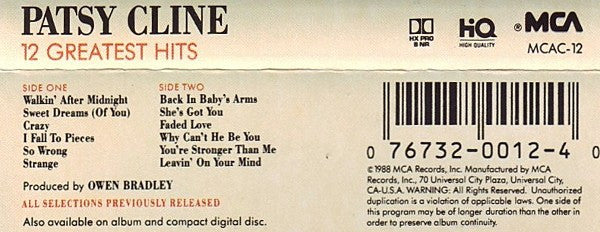 PATSY CLINE
12 GREATEST HITS
HX PRO
B NR
HiQ
HIGH QUALITY
MCA
MCAC-12
SIDE ONE
Walkin' After Midnight
Sweet Dreams (Of You)
Crazy
I Fall To Pieces
So Wrong
Strange
SIDE TWO
Back In Baby's Arms
She's Got You
Faded Love
Why Can't He Be You
You're Stronger Than Me
Leavin' On Your Mind
Produced by OWEN BRADLEY
ALL SELECTIONS PREVIOUSLY RELEASED
Also available on album and compact digital disc.
0 76732-0012-4 0
©1988 MCA Records, Inc. Manufactured by MCA
Records, Inc., 70 Universal City Plaza, Universal City,
CA-U.S.A. WARNING: All Rights Reserved. Unauthorized
duplication is a violation of applicable laws. One side of
this program may be of longer duration than the other in
order to preserve album continuity.